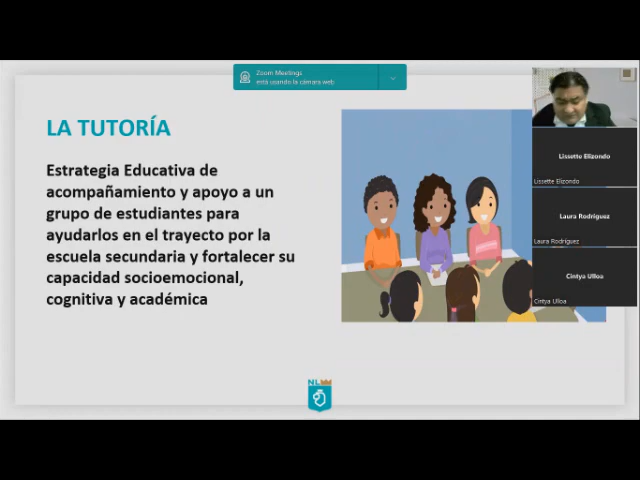 Zoom Meetings
está usando la cámara web
LA TUTORÍA
Estrategia Educativa de
acompañamiento y apoyo a un
grupo de estudiantes para
ayudarlos en el trayecto por la
escuela secundaria y fortalecer su
capacidad socioemocional,
cognitiva y académica
Lissette Elizondo
Lissette Elizondo
Laura Rodríguez
Laura Rodríguez
Cintya Ulloa
Cintya Ulloa
NL